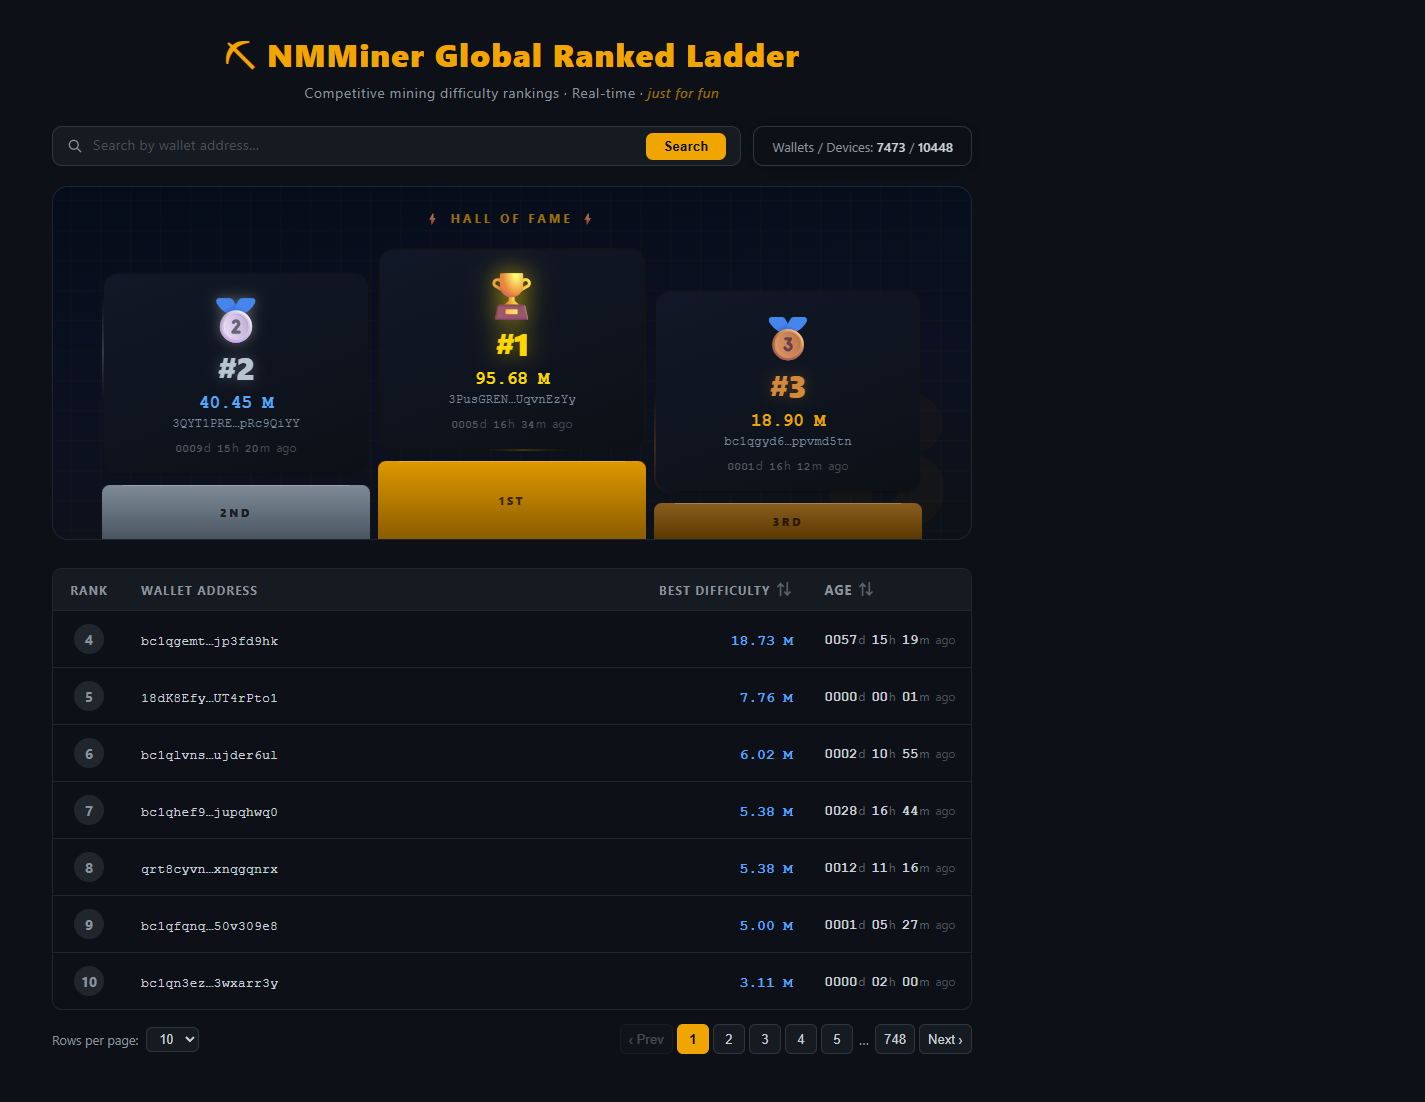 NMMiner Global Ranked Ladder
Competitive mining difficulty rankings · Real-time · just for fun
Search by wallet address...
Search
Wallets / Devices: 7473 / 10448
HALL OF FAME
2
#2
40.45 M
3QYT1PRE…pRc9QiYY
0009d 15h 20m ago
2ND
#1
95.68 M
3PusGREN…UqvnEzYy
0005d 16h 34m ago
1ST
3
#3
18.90 M
bc1qgyd6…ppvmd5tn
0001d 16h 12m ago
3RD
RANK WALLET ADDRESS BEST DIFFICULTY ⇅ AGE ⇅
4 bc1qgemt…jp3fd9hk 18.73 M 0057d 15h 19m ago
5 18dK8Efy…UT4rPto1 7.76 M 0000d 00h 01m ago
6 bc1qlvns…ujder6ul 6.02 M 0002d 10h 55m ago
7 bc1qhef9…jupqhwq0 5.38 M 0028d 16h 44m ago
8 qrt8cyvn…xnqgqnrx 5.38 M 0012d 11h 16m ago
9 bc1qfqnq…50v309e8 5.00 M 0001d 05h 27m ago
10 bc1qn3ez…3wxarr3y 3.11 M 0000d 02h 00m ago
Rows per page: 10 ‹ Prev 1 2 3 4 5 … 748 Next ›